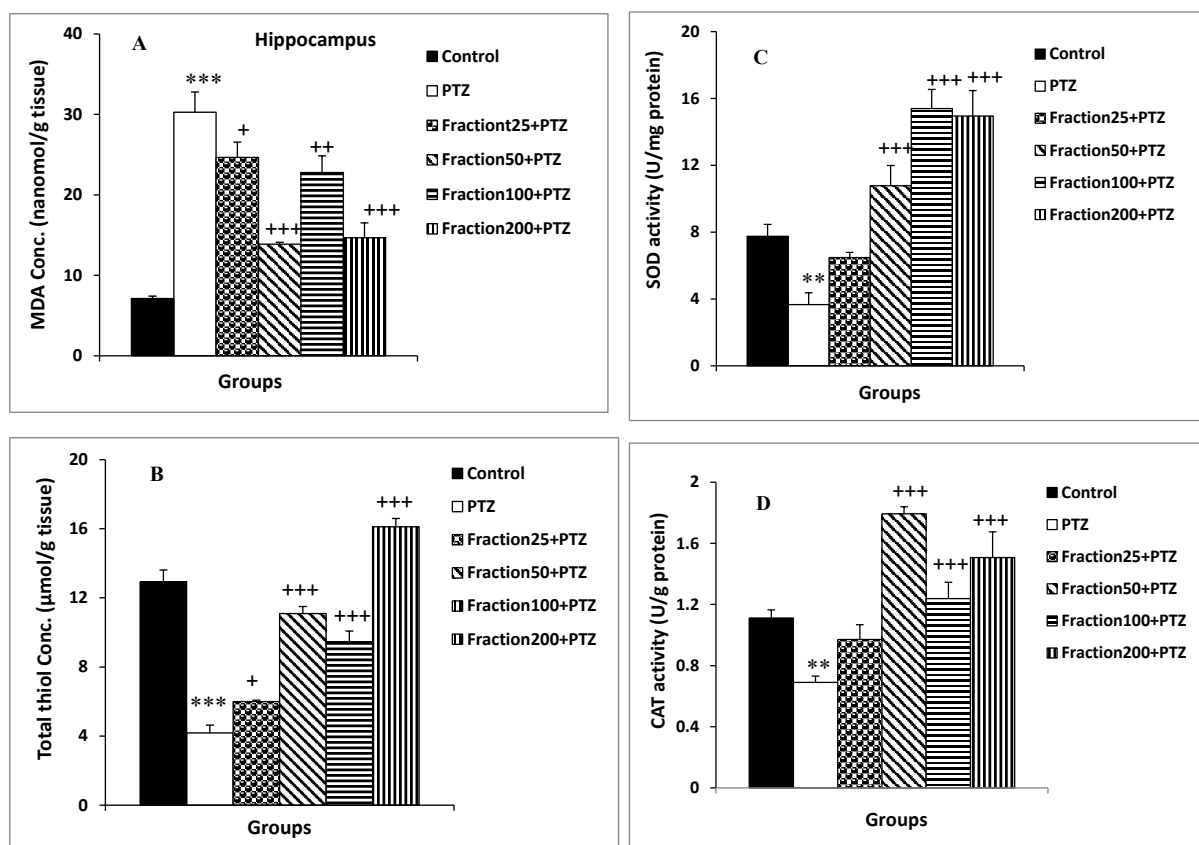 A
Hippocampus
MDA Conc. (nanomol/g tissue)
40
30
20
10
0
***
+
+++
++
+++
Groups
Control
PTZ
Fractiont25+PTZ
Fraction50+PTZ
Fraction100+PTZ
Fraction200+PTZ
C
SOD activity (U/mg protein)
20
16
12
8
4
0
**
+++
+++
+++
Groups
Control
PTZ
Fraction25+PTZ
Fraction50+PTZ
Fraction100+PTZ
Fraction200+PTZ
B
Total thiol Conc. (µmol/g tissue)
20
16
12
8
4
0
***
+
+++
+++
+++
Groups
Control
PTZ
Fraction25+PTZ
Fraction50+PTZ
Fraction100+PTZ
Fraction200+PTZ
D
CAT activity (U/g protein)
2
1.6
1.2
0.8
0.4
0
**
+++
+++
+++
Groups
Control
PTZ
Fraction25+PTZ
Fraction50+PTZ
Fraction100+PTZ
Fraction200+PTZ